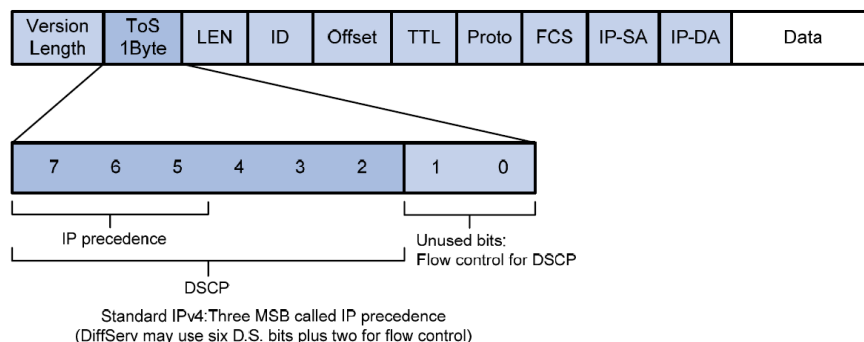 Version Length
ToS 1Byte
LEN
ID
Offset
TTL
Proto
FCS
IP-SA
IP-DA
Data
7 6 5 4 3 2 1 0
IP precedence
Unused bits:
Flow control for DSCP
DSCP
Standard IPv4:Three MSB called IP precedence
(DiffServ may use six D.S. bits plus two for flow control)